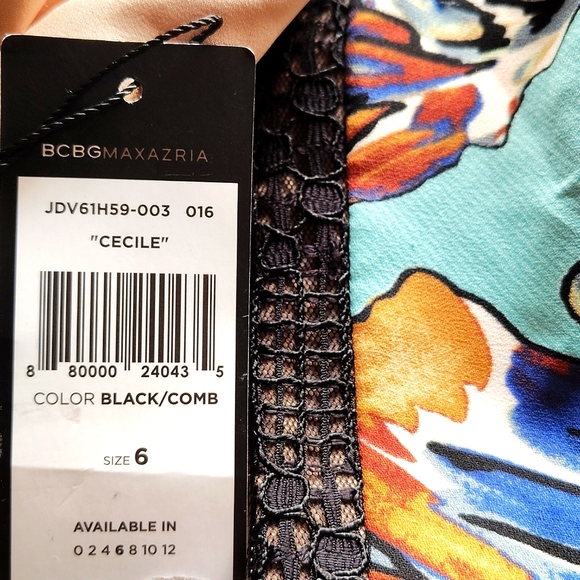 BCBGMAXAZRIA
JDV61H59-003 016
"CECILE"
8 80000 24043 5
COLOR BLACK/COMB
SIZE 6
AVAILABLE IN
0 2 4 6 8 10 12